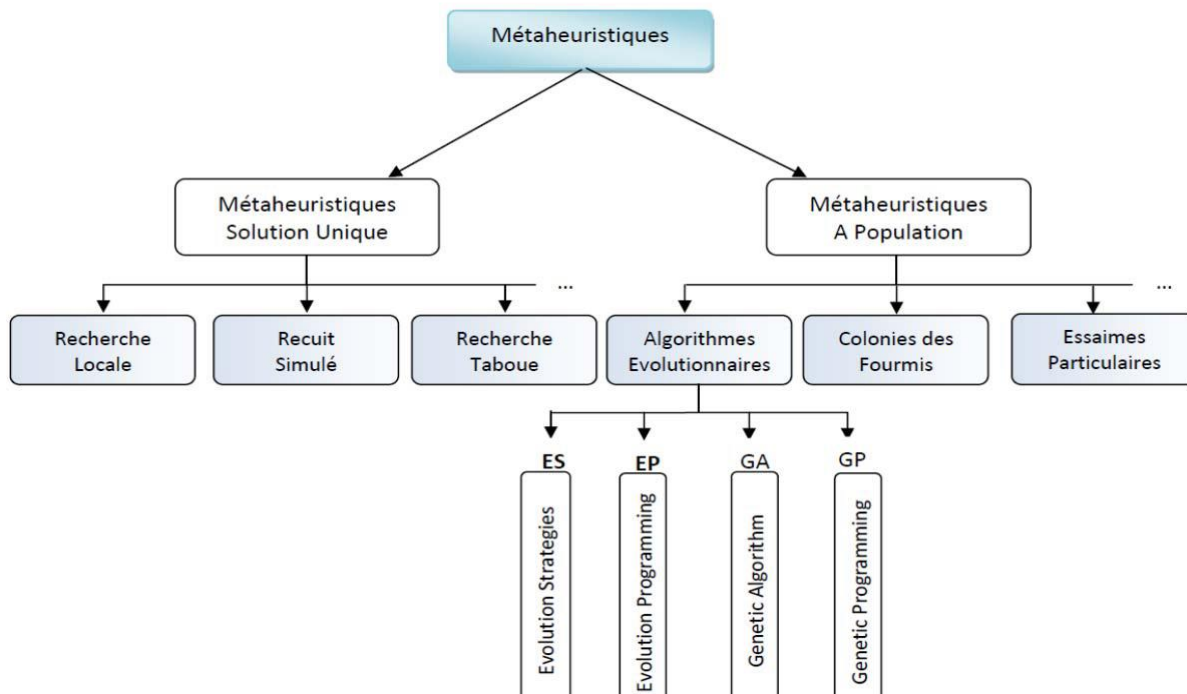 Métaheuristiques
Métaheuristiques
Solution Unique
Métaheuristiques
A Population
...
...
Recherche
Locale
Recuit
Simulé
Recherche
Taboue
Algorithmes
Evolutionnaires
Colonies des
Fourmis
Essaimes
Particulaires
ES
EP
GA
GP
Evolution Strategies
Evolution Programming
Genetic Algorithm
Genetic Programming